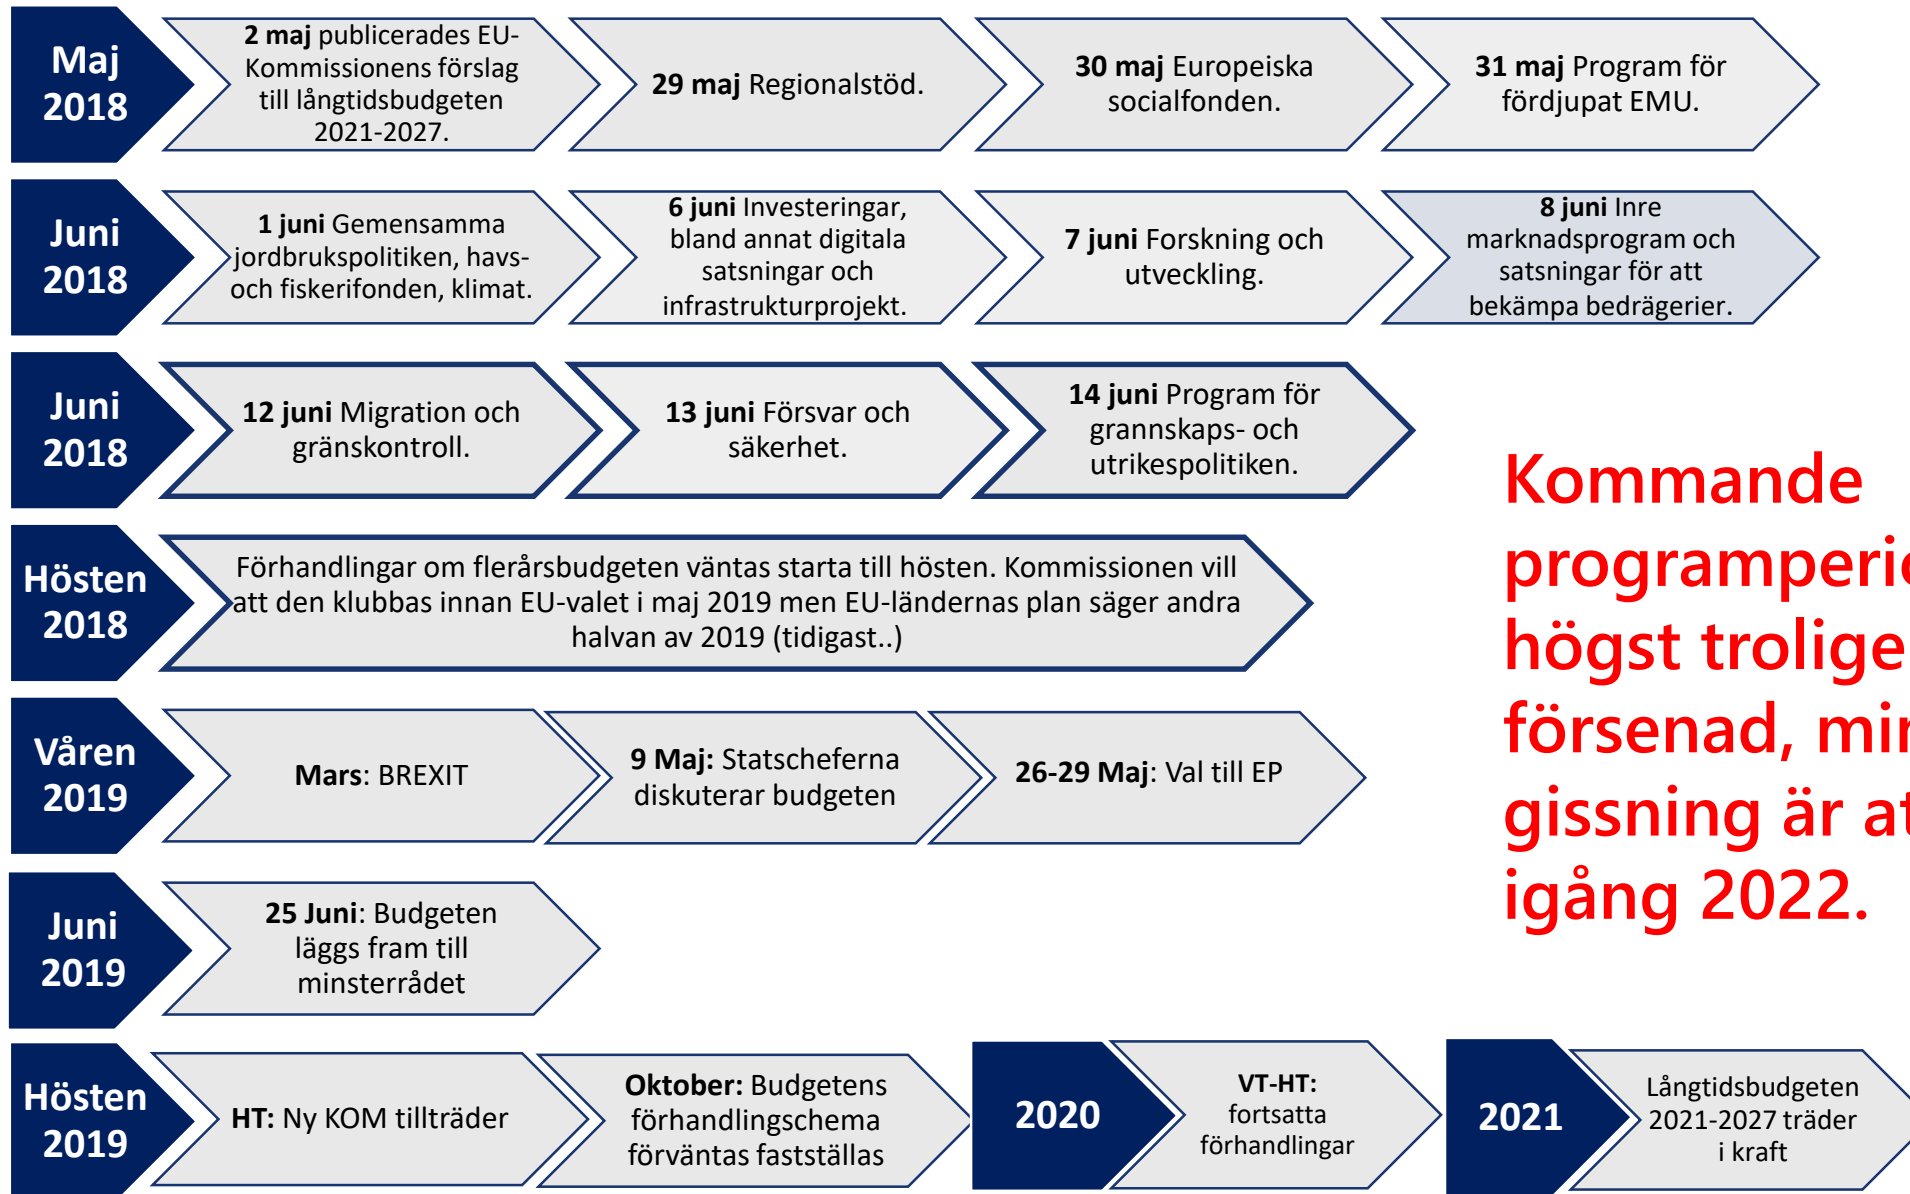 Maj
2018
2 maj publicerades EU-
Kommissionens förslag
till långtidsbudgeten
2021-2027.
29 maj Regionalstöd.
30 maj Europeiska
socialfonden.
31 maj Program för
fördjupat EMU.
Juni
2018
1 juni Gemensamma
jordbrukspolitiken, havs-
och fiskerifonden, klimat.
6 juni Investeringar,
bland annat digitala
satsningar och
infrastrukturprojekt.
7 juni Forskning och
utveckling.
8 juni Inre
marknadsprogram och
satsningar för att
bekämpa bedrägerier.
Juni
2018
12 juni Migration och
gränskontroll.
13 juni Försvar och
säkerhet.
14 juni Program för
grannskaps- och
utrikespolitiken.
Hösten
2018
Förhandlingar om flerårsbudgeten väntas starta till hösten. Kommissionen vill
att den klubbas innan EU-valet i maj 2019 men EU-ländernas plan säger andra
halvan av 2019 (tidigast..)
Kommande
högst
försenad,
gissning är
igång 2022.
Våren
2019
Mars: BREXIT
9 Maj: Statscheferna
diskuterar budgeten
26-29 Maj: Val till EP
Juni
2019
25 Juni: Budgeten
läggs fram till
minsterrådet
Hösten
2019
HT: Ny KOM tillträder
Oktober: Budgetens
förhandlingschema
förväntas fastställas
2020
VT-HT:
fortsatta
förhandlingar
2021
Långtidsbudgeten
2021-2027 träder
i kraft